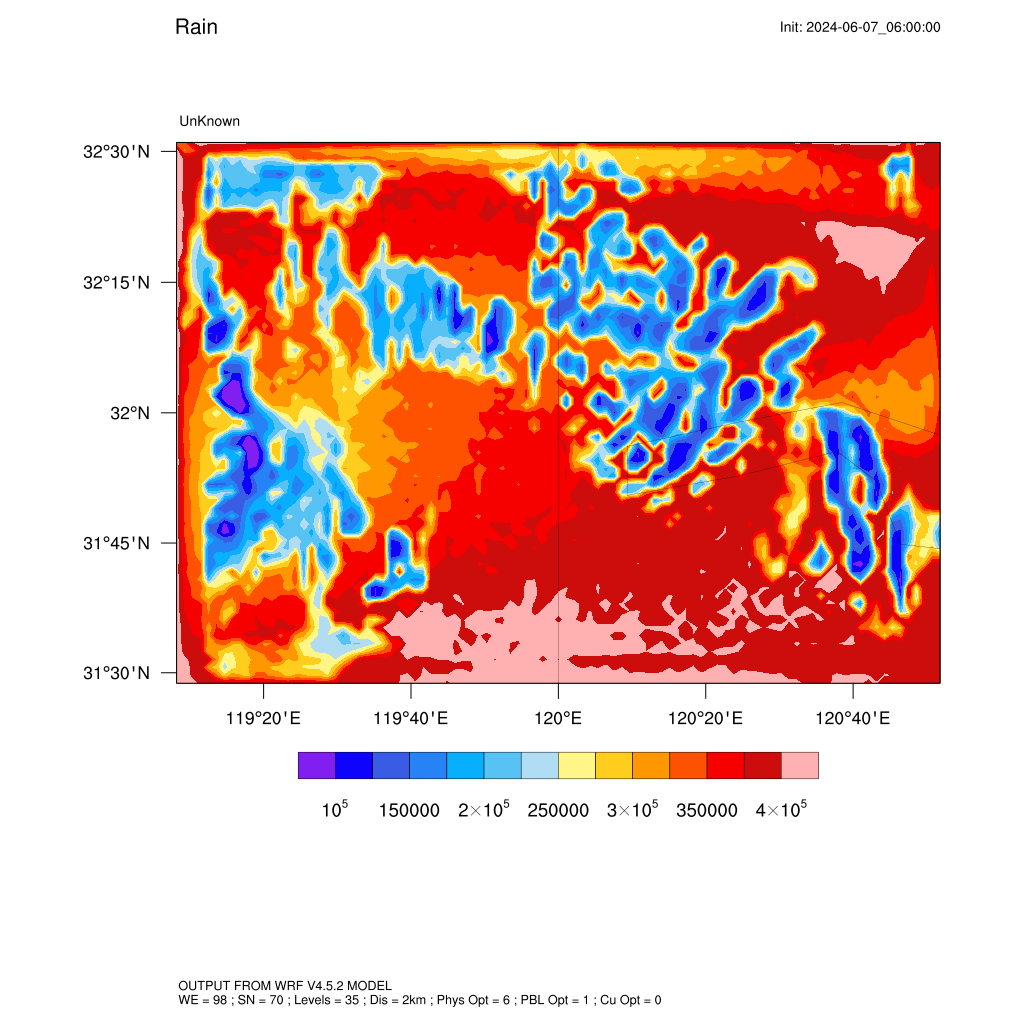 Rain
Init: 2024-06-07_06:00:00
UnKnown
32°30'N
32°15'N
32°N
31°45'N
31°30'N
119°20'E 119°40'E 120°E 120°20'E 120°40'E
10⁵ 150000 2×10⁵ 250000 3×10⁵ 350000 4×10⁵
OUTPUT FROM WRF V4.5.2 MODEL
WE = 98 ; SN = 70 ; Levels = 35 ; Dis = 2km ; Phys Opt = 6 ; PBL Opt = 1 ; Cu Opt = 0